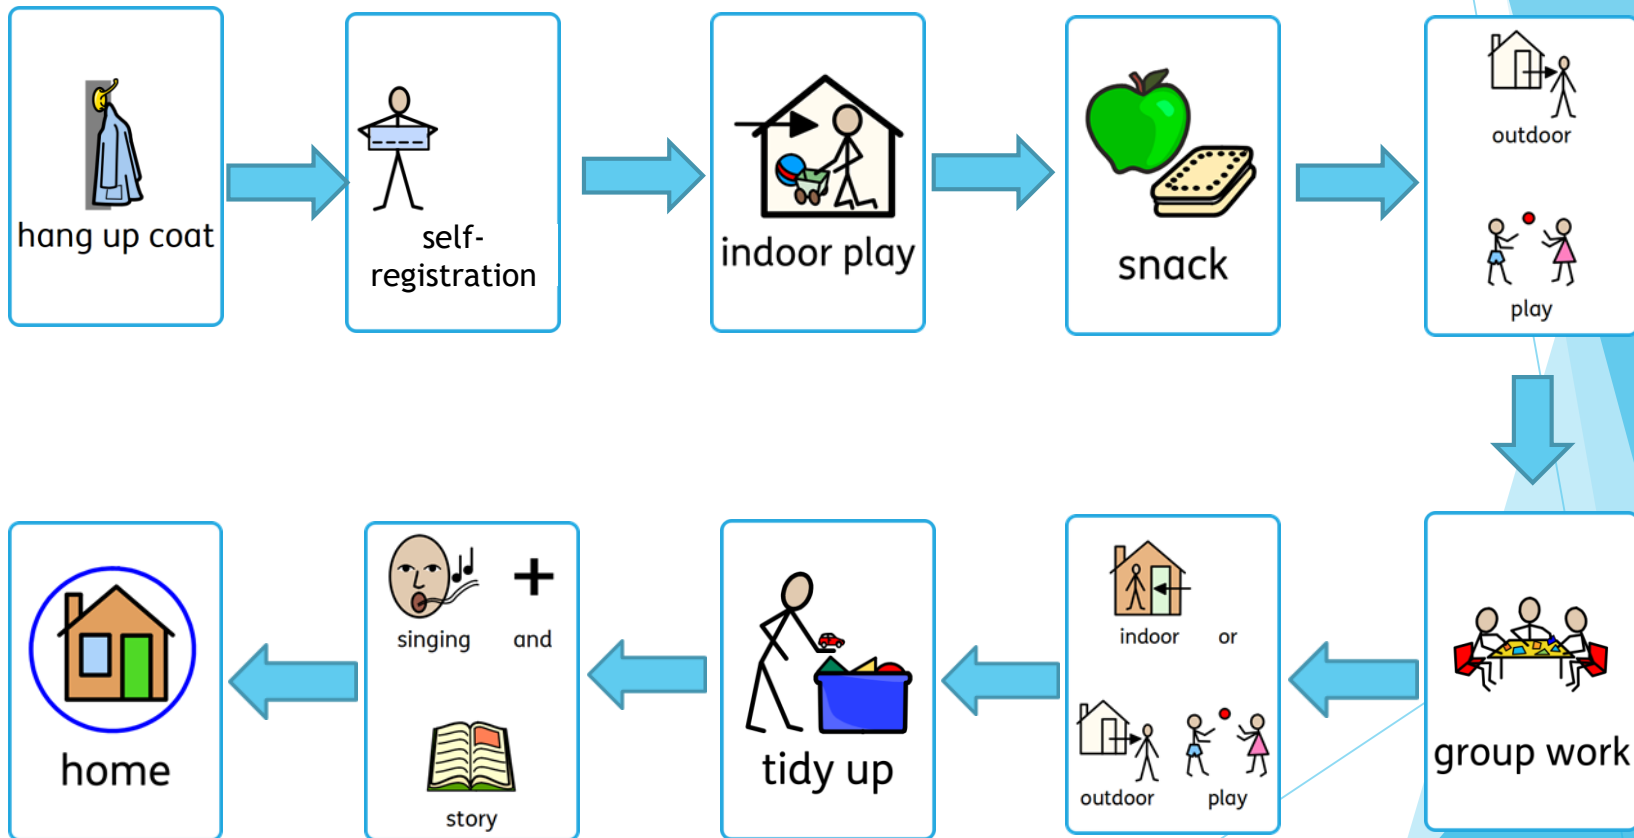 hang up coat
self-
registration
indoor play
snack
outdoor
play
group work
indoor or
outdoor play
tidy up
singing and
story
home